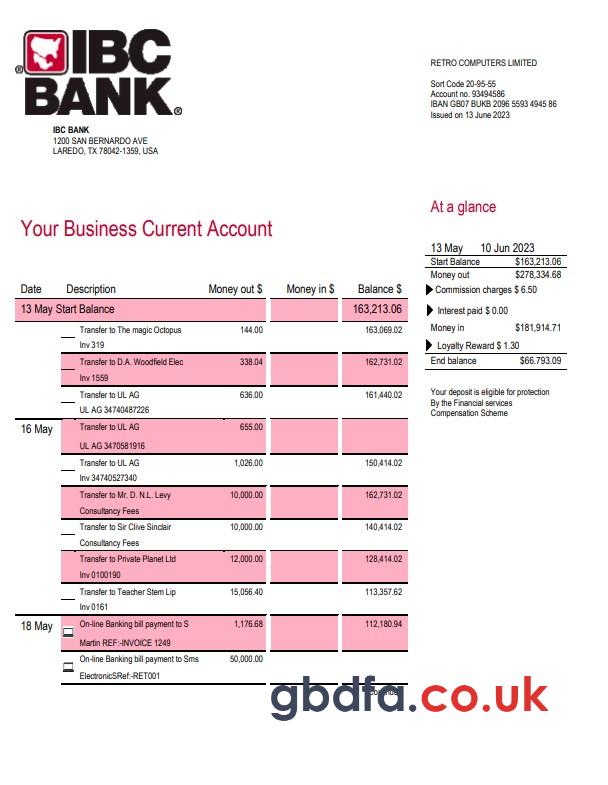 IBC
BANK
IBC BANK
1200 SAN BERNARDO AVE
LAREDO, TX 78042-1359, USA
RETRO COMPUTERS LIMITED
Sort Code 20-95-55
Account no. 93494586
IBAN GB07 BUKB 2096 5593 4945 86
Issued on 13 June 2023
Your Business Current Account
At a glance
13 May 10 Jun 2023
Start Balance $163,213.06
Money out $278,334.68
Commission charges $ 6.50
Interest paid $ 0.00
Money in $181,914.71
Loyalty Reward $ 1.30
End balance $66.793.09
Your deposit is eligible for protection
By the Financial services
Compensation Scheme
Date Description Money out $ Money in $ Balance $
13 May Start Balance 163,213.06
Transfer to The magic Octopus 144.00 163,069.02
Inv 319
Transfer to D.A. Woodfield Elec 338.04 162,731.02
Inv 1559
Transfer to UL AG 636.00 161,440.02
UL AG 34740487226
16 May Transfer to UL AG 655.00
UL AG 3470581916
Transfer to UL AG 1,026.00 150,414.02
Inv 34740527340
Transfer to Mr. D. N.L. Levy 10,000.00 162,731.02
Consultancy Fees
Transfer to Sir Clive Sinclair 10,000.00 140,414.02
Consultancy Fees
Transfer to Private Planet Ltd 12,000.00 128,414.02
Inv 0100190
Transfer to Teacher Stem Lip 15,056.40 113,357.62
Inv 0161
18 May On-line Banking bill payment to S 1,176.68 112,180.94
Martin REF:-INVOICE 1249
On-line Banking bill payment to Sms 50,000.00
ElectronicSRef:-RET001
gbdfa.co.uk